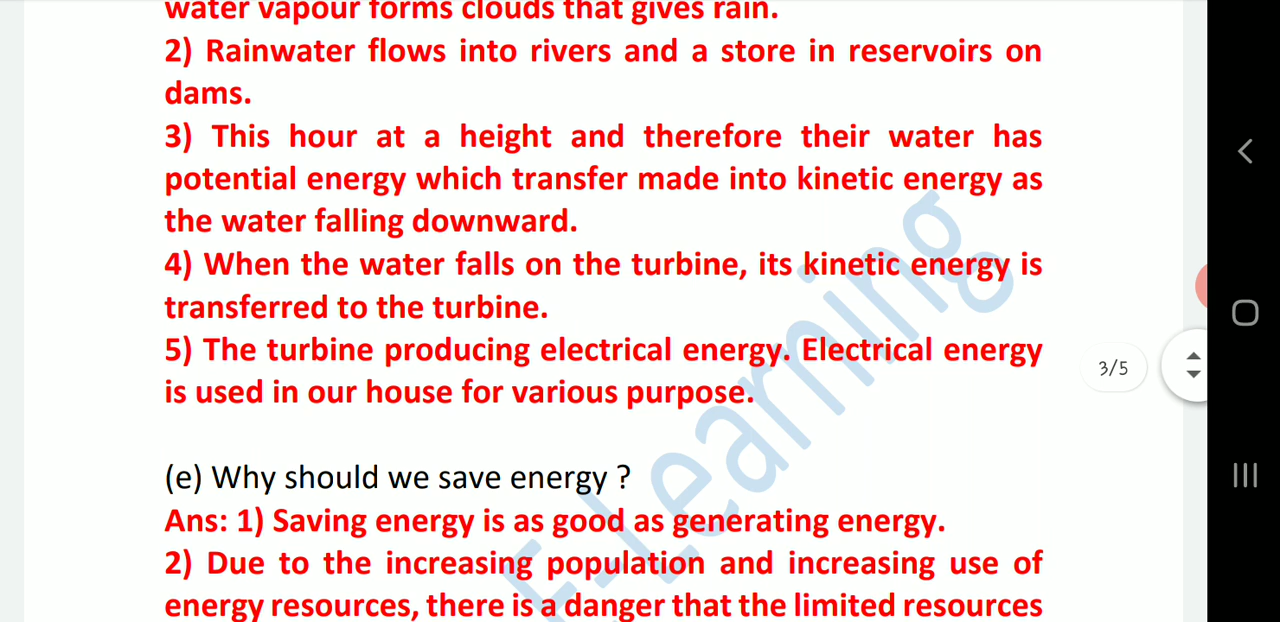 water vapour forms clouds that gives rain.
2) Rainwater flows into rivers and a store in reservoirs on
dams.
3) This hour at a height and therefore their water has
potential energy which transfer made into kinetic energy as
the water falling downward.
4) When the water falls on the turbine, its kinetic energy is
transferred to the turbine.
5) The turbine producing electrical energy. Electrical energy
is used in our house for various purpose.
3/5
(e) Why should we save energy ?
Ans: 1) Saving energy is as good as generating energy.
2) Due to the increasing population and increasing use of
energy resources, there is a danger that the limited resources
E-Learning